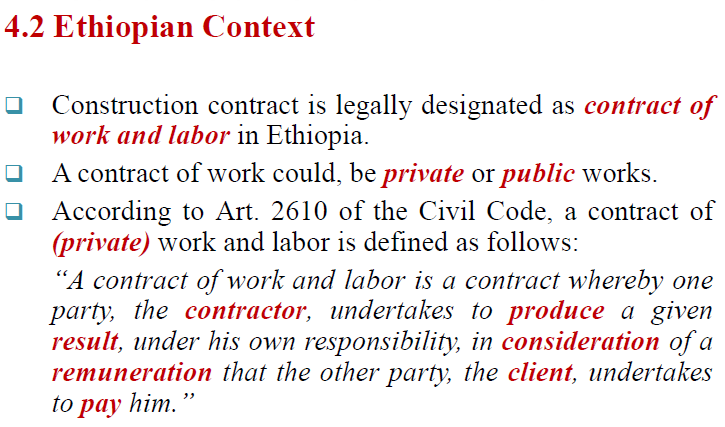 4.2 Ethiopian Context
❑ Construction contract is legally designated as contract of
work and labor in Ethiopia.
❑ A contract of work could, be private or public works.
❑ According to Art. 2610 of the Civil Code, a contract of
(private) work and labor is defined as follows:
“A contract of work and labor is a contract whereby one
party, the contractor, undertakes to produce a given
result, under his own responsibility, in consideration of a
remuneration that the other party, the client, undertakes
to pay him.”